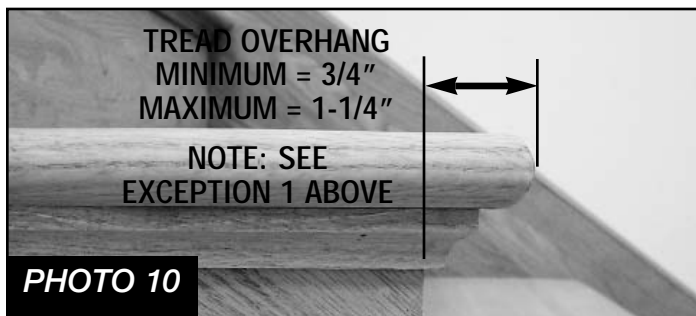 TREAD OVERHANG
MINIMUM = 3/4"
MAXIMUM = 1-1/4"
NOTE: SEE
EXCEPTION 1 ABOVE
PHOTO 10